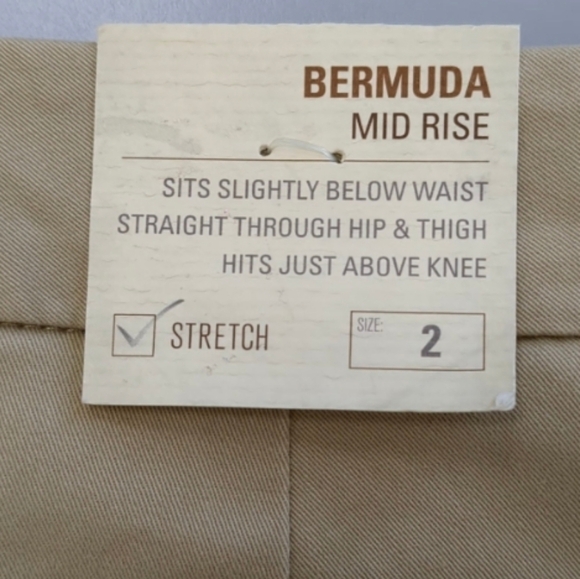 BERMUDA
MID RISE
SITS SLIGHTLY BELOW WAIST
STRAIGHT THROUGH HIP & THIGH
HITS JUST ABOVE KNEE
STRETCH
SIZE: 2